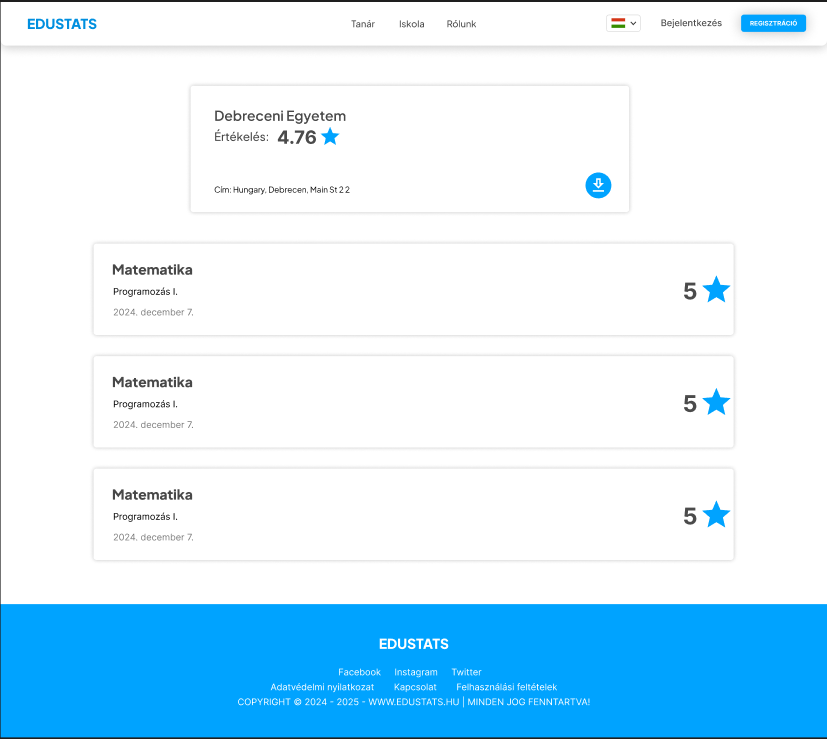 EDUSTATS Tanár Iskola Rólunk Bejelentkezés REGISZTRÁCIÓ
Debreceni Egyetem
Értékelés: 4.76
Cím: Hungary, Debrecen, Main St 2 2
Matematika
Programozás I.
2024. december 7.
5
Matematika
Programozás I.
2024. december 7.
5
Matematika
Programozás I.
2024. december 7.
5
EDUSTATS
Facebook Instagram Twitter
Adatvédelmi nyilatkozat Kapcsolat Felhasználási feltételek
COPYRIGHT © 2024 - 2025 - WWW.EDUSTATS.HU | MINDEN JOG FENNTARTVA!